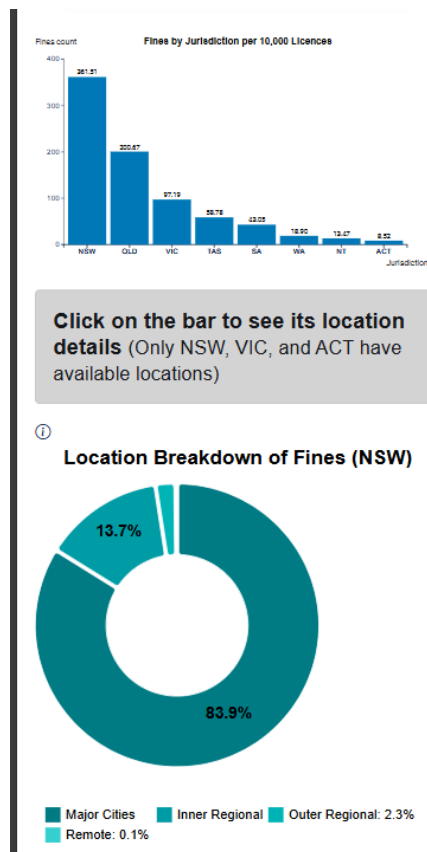 Fines count
Fines by Jurisdiction per 10,000 Licences
400
361.51
300
200
200.67
100
97.19
58.78
43.05
18.90
13.47
8.52
0
NSW QLD VIC TAS SA WA NT ACT
Jurisdiction
Click on the bar to see its location
details (Only NSW, VIC, and ACT have
available locations)
Location Breakdown of Fines (NSW)
13.7%
83.9%
Major Cities Inner Regional Outer Regional: 2.3%
Remote: 0.1%